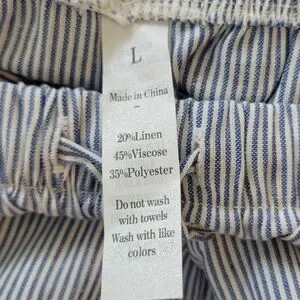 L
Made in China
20%Linen
45%Viscose
35%Polyester
Do not wash
with towels
Wash with like
colors